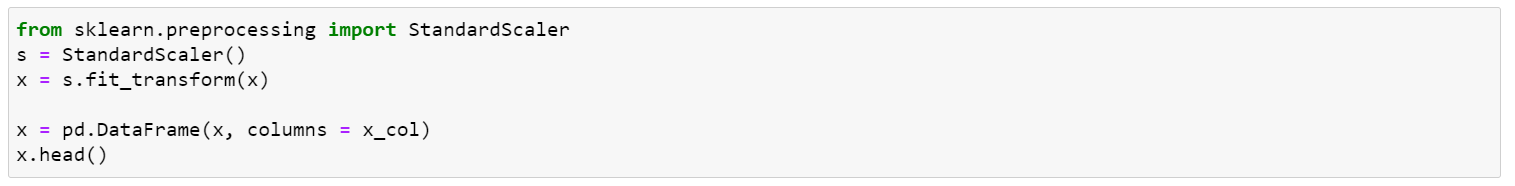 from sklearn.preprocessing import StandardScaler
s = StandardScaler()
x = s.fit_transform(x)

x = pd.DataFrame(x, columns = x_col)
x.head()